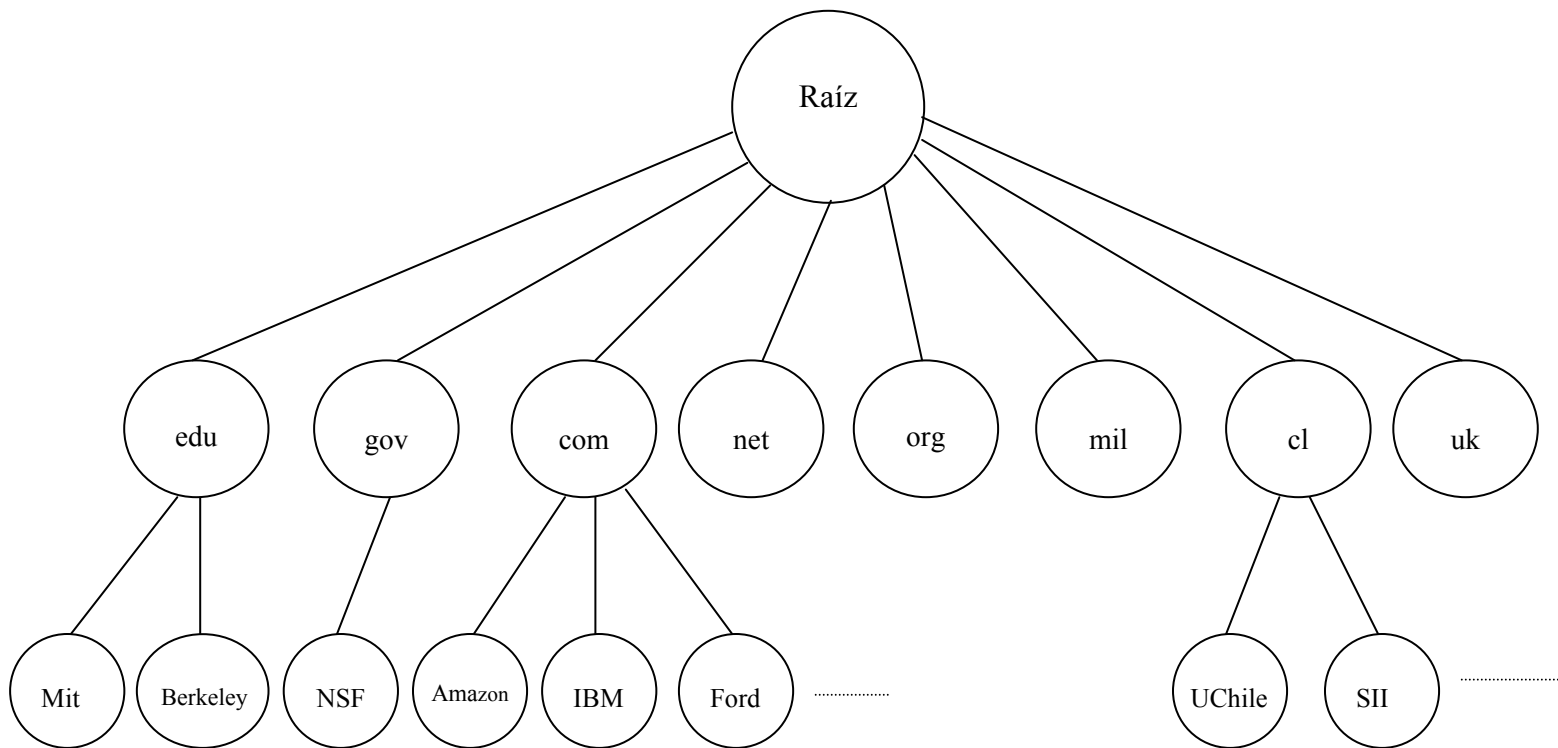 Raíz
edu
gov
com
net
org
mil
cl
uk
Mit
Berkeley
NSF
Amazon
IBM
Ford
UChile
SII